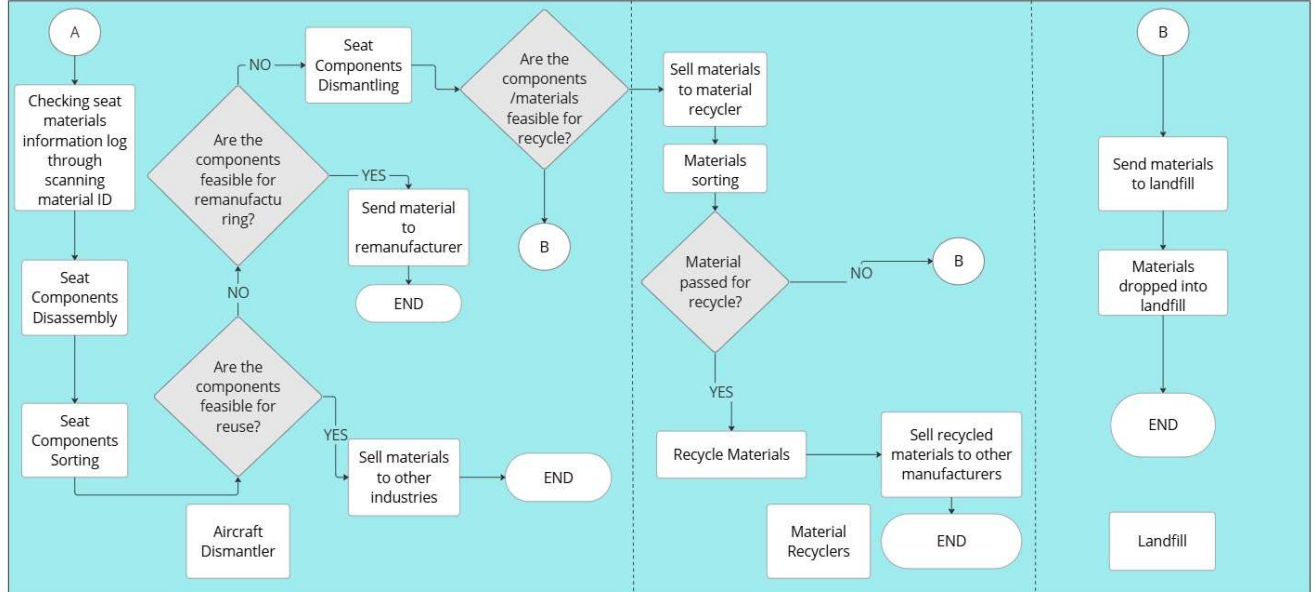 A
Checking seat
materials
information log
through
scanning
material ID
Seat
Components
Disassembly
Seat
Components
Sorting
Are the
components
feasible for
reuse?
YES
Sell materials
to other
industries
END
NO
Are the
components
feasible for
remanufactu
ring?
YES
Send material
to
remanufacturer
END
NO
Seat
Components
Dismantling
Are the
components
/materials
feasible for
recycle?
B
Aircraft
Dismantler
Sell materials
to material
recycler
Materials
sorting
Material
passed for
recycle?
NO
B
YES
Recycle Materials
Sell recycled
materials to other
manufacturers
END
Material
Recyclers
B
Send materials
to landfill
Materials
dropped into
landfill
END
Landfill